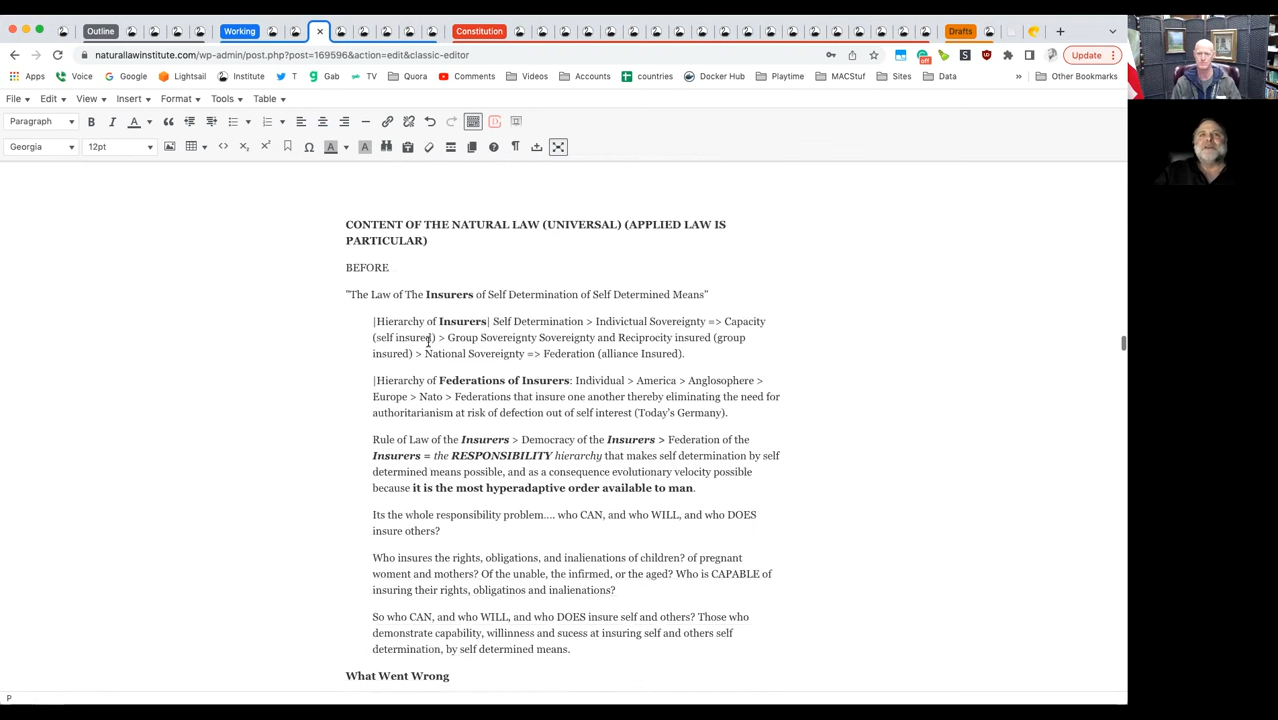 Outline
Working
Constitution
Drafts
naturallawinstitute.com/wp-admin/post.php?post=169596&action=edit&classic-editor
Update
Apps Voice Google Lightsail Institute Gab TV Quora Comments Videos Accounts countries Docker Hub Playtime MACStuf Sites Data » Other Bookmarks
File Edit View Insert Format Tools Table
Paragraph
Georgia 12pt
CONTENT OF THE NATURAL LAW (UNIVERSAL) (APPLIED LAW IS
PARTICULAR)
BEFORE
"The Law of The Insurers of Self Determination of Self Determined Means"
|Hierarchy of Insurers| Self Determination > Indivictual Sovereignty => Capacity
(self insured) > Group Sovereignty Sovereignty and Reciprocity insured (group
insured) > National Sovereignty => Federation (alliance Insured).
|Hierarchy of Federations of Insurers: Individual > America > Anglosphere >
Europe > Nato > Federations that insure one another thereby eliminating the need for
authoritarianism at risk of defection out of self interest (Today's Germany).
Rule of Law of the Insurers > Democracy of the Insurers > Federation of the
Insurers = the RESPONSIBILITY hierarchy that makes self determination by self
determined means possible, and as a consequence evolutionary velocity possible
because it is the most hyperadaptive order available to man.
Its the whole responsibility problem.... who CAN, and who WILL, and who DOES
insure others?
Who insures the rights, obligations, and inalienations of children? of pregnant
woment and mothers? Of the unable, the infirmed, or the aged? Who is CAPABLE of
insuring their rights, obligatinos and inalienations?
So who CAN, and who WILL, and who DOES insure self and others? Those who
demonstrate capability, willinness and sucess at insuring self and others self
determination, by self determined means.
What Went Wrong
P